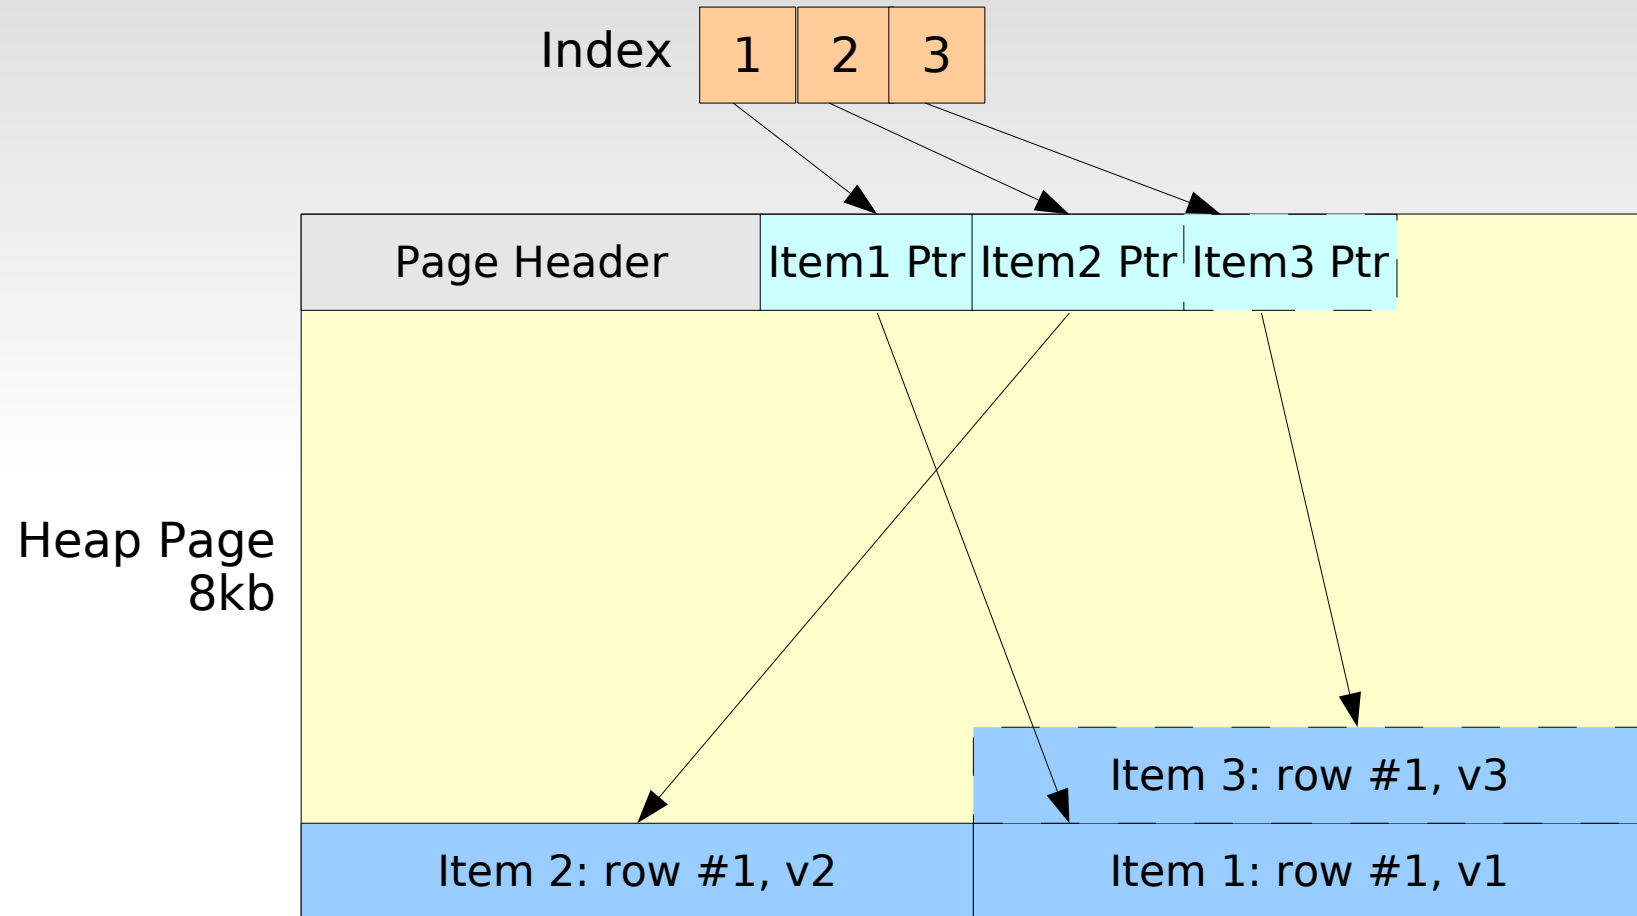 Index 1 2 3
Page Header Item1 Ptr Item2 Ptr Item3 Ptr
Heap Page
8kb
Item 3: row #1, v3
Item 2: row #1, v2 Item 1: row #1, v1